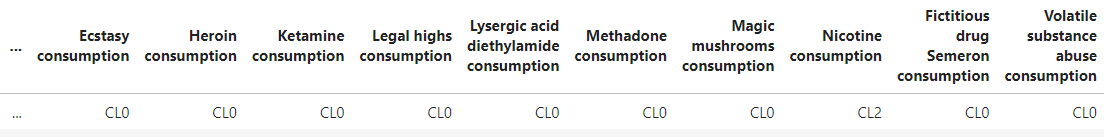 ... Ecstasy consumption Heroin consumption Ketamine consumption Legal highs consumption Lysergic acid diethylamide consumption Methadone consumption Magic mushrooms consumption Nicotine consumption Fictitious drug Semeron consumption Volatile substance abuse consumption
... CL0 CL0 CL0 CL0 CL0 CL0 CL0 CL2 CL0 CL0